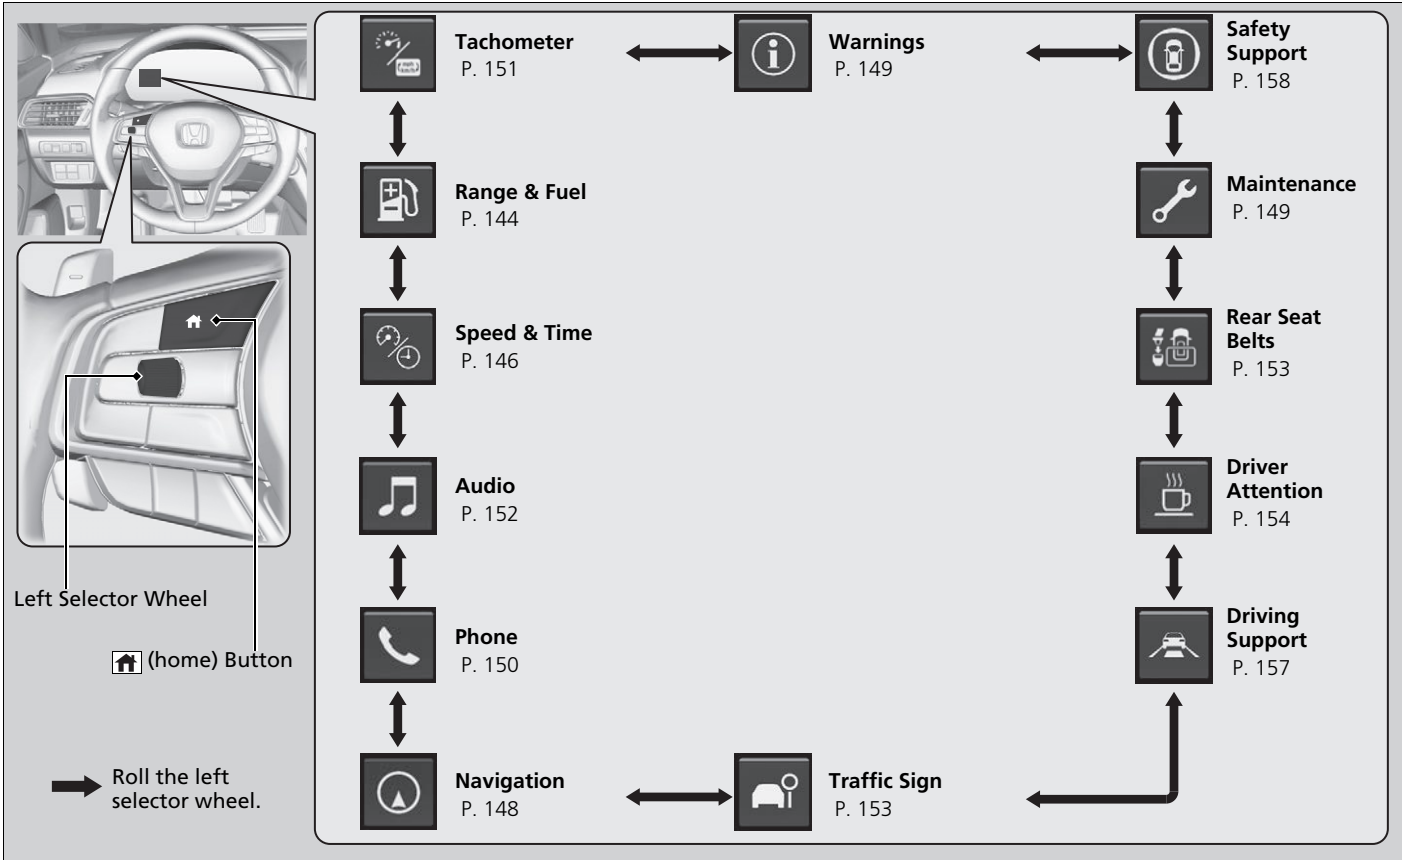 Tachometer
P. 151
Warnings
P. 149
Safety
Support
P. 158
Range & Fuel
P. 144
Maintenance
P. 149
Speed & Time
P. 146
Rear Seat
Belts
P. 153
Audio
P. 152
Driver
Attention
P. 154
Left Selector Wheel
(home) Button
Phone
P. 150
Driving
Support
P. 157
Roll the left
selector wheel.
Navigation
P. 148
Traffic Sign
P. 153